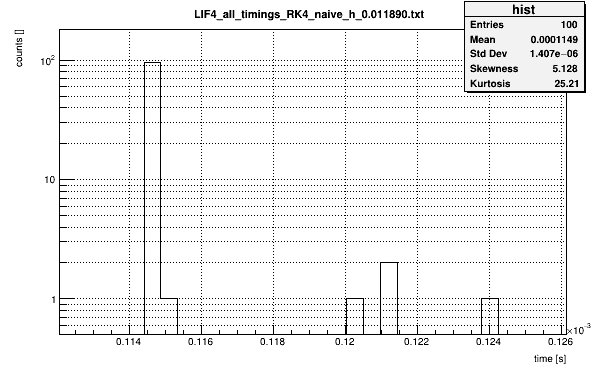 LIF4_all_timings_RK4_naive_h_0.011890.txt
hist
Entries 100
Mean 0.0001149
Std Dev 1.407e−06
Skewness 5.128
Kurtosis 25.21
counts []
10²
10
1
0.114 0.116 0.118 0.12 0.122 0.124 0.126
×10⁻³
time [s]